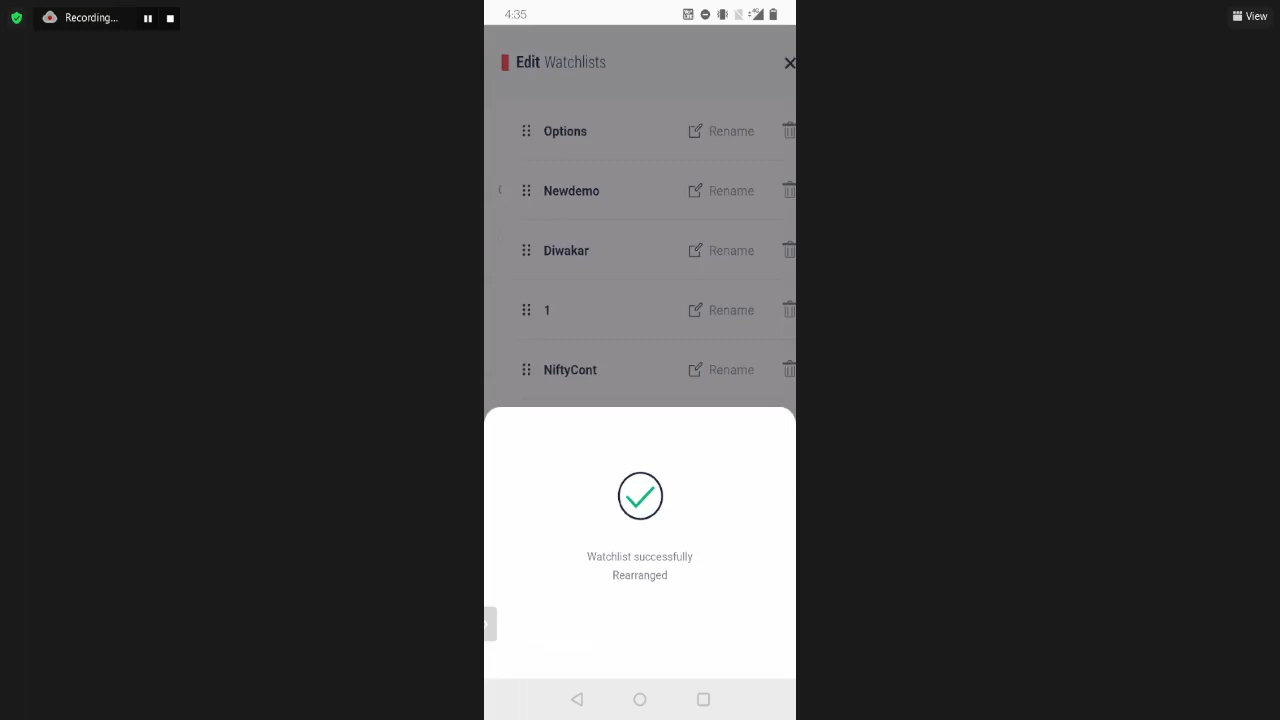 Recording...
View
4:35
4G
Edit Watchlists
Options Rename
Newdemo Rename
Diwakar Rename
1 Rename
NiftyCont Rename
Watchlist successfully
Rearranged